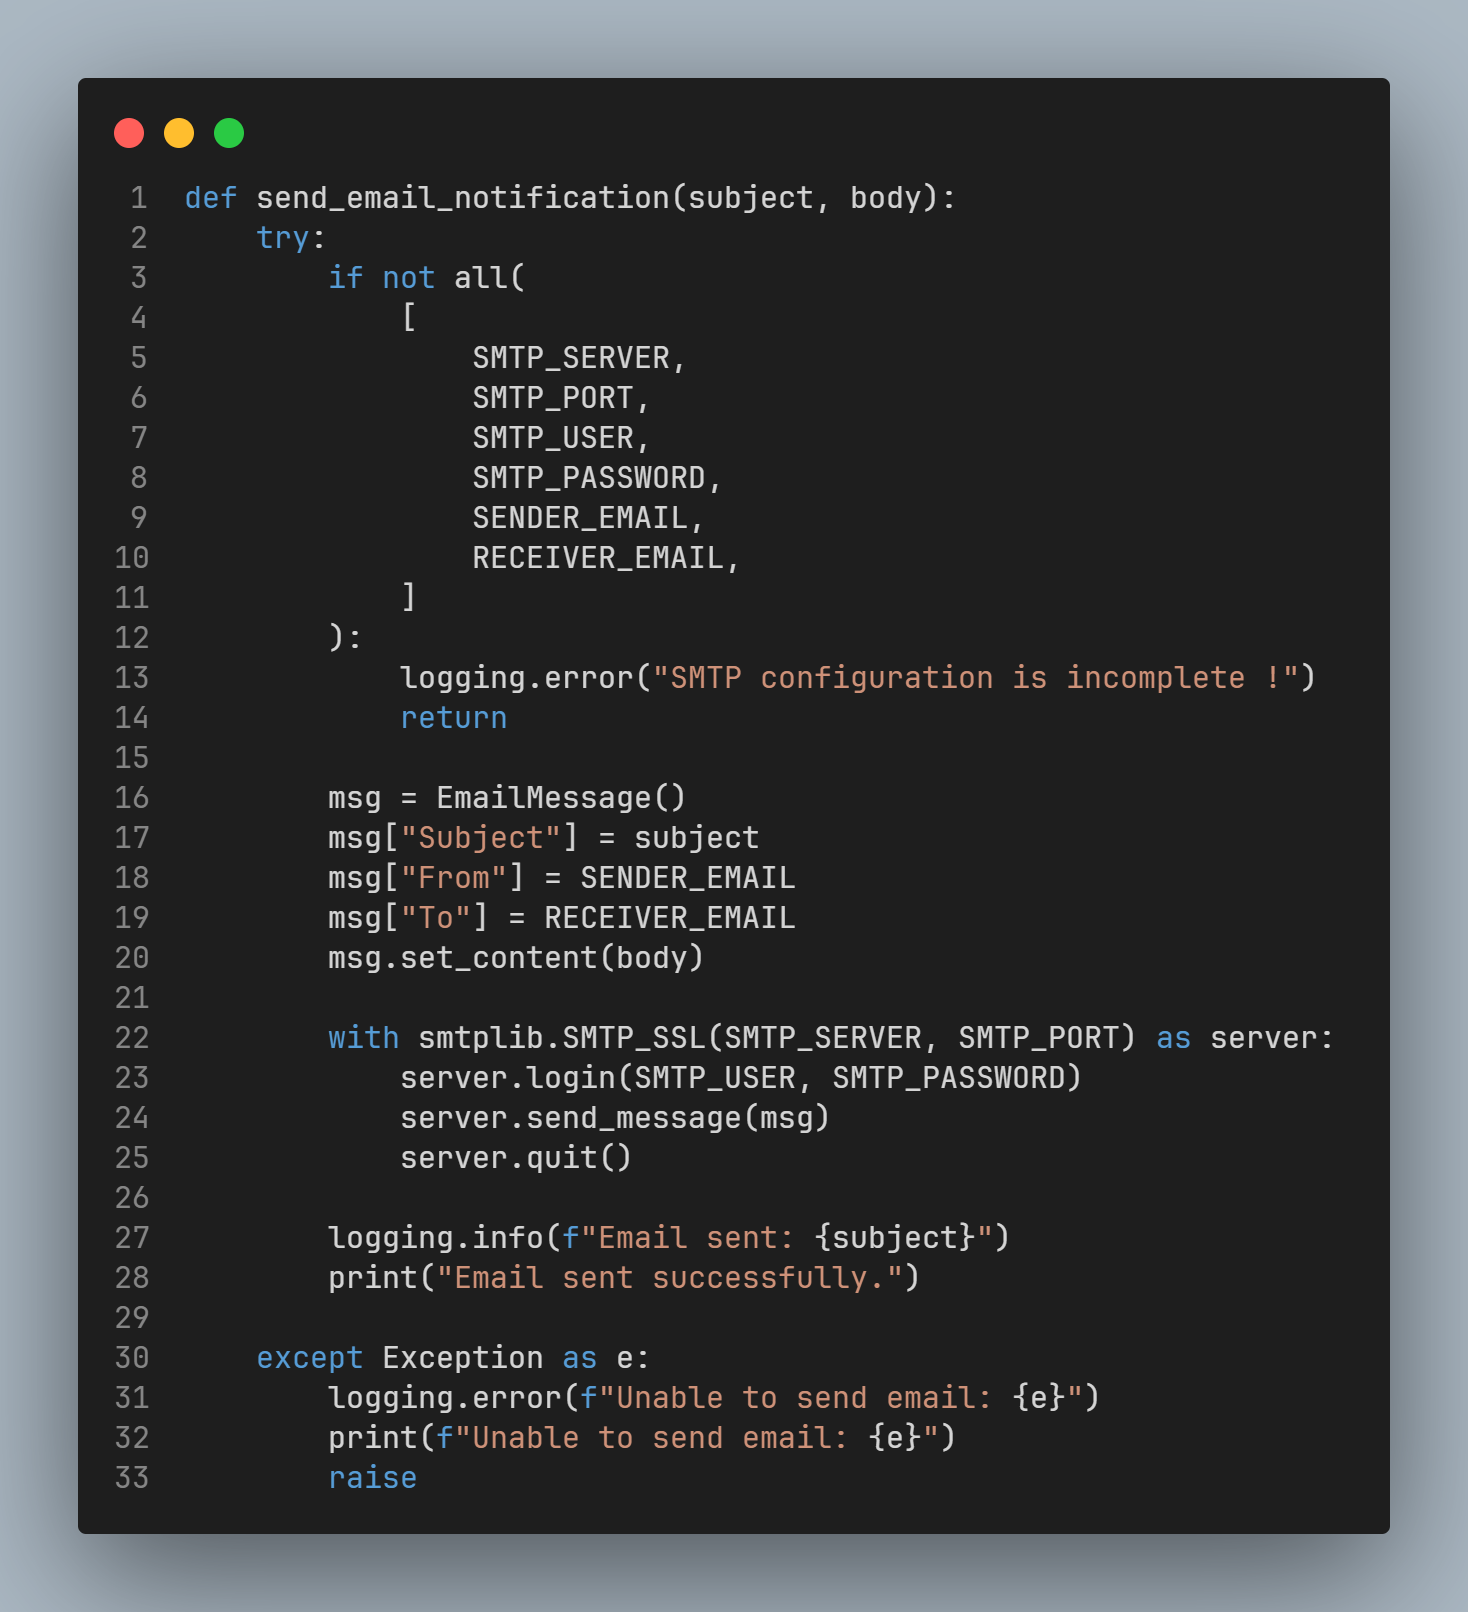 1 def send_email_notification(subject, body):
2     try:
3         if not all(
4             [
5                 SMTP_SERVER,
6                 SMTP_PORT,
7                 SMTP_USER,
8                 SMTP_PASSWORD,
9                 SENDER_EMAIL,
10                 RECEIVER_EMAIL,
11             ]
12         ):
13             logging.error("SMTP configuration is incomplete !")
14             return
15
16         msg = EmailMessage()
17         msg["Subject"] = subject
18         msg["From"] = SENDER_EMAIL
19         msg["To"] = RECEIVER_EMAIL
20         msg.set_content(body)
21
22         with smtplib.SMTP_SSL(SMTP_SERVER, SMTP_PORT) as server:
23             server.login(SMTP_USER, SMTP_PASSWORD)
24             server.send_message(msg)
25             server.quit()
26
27         logging.info(f"Email sent: {subject}")
28         print("Email sent successfully.")
29
30     except Exception as e:
31         logging.error(f"Unable to send email: {e}")
32         print(f"Unable to send email: {e}")
33         raise